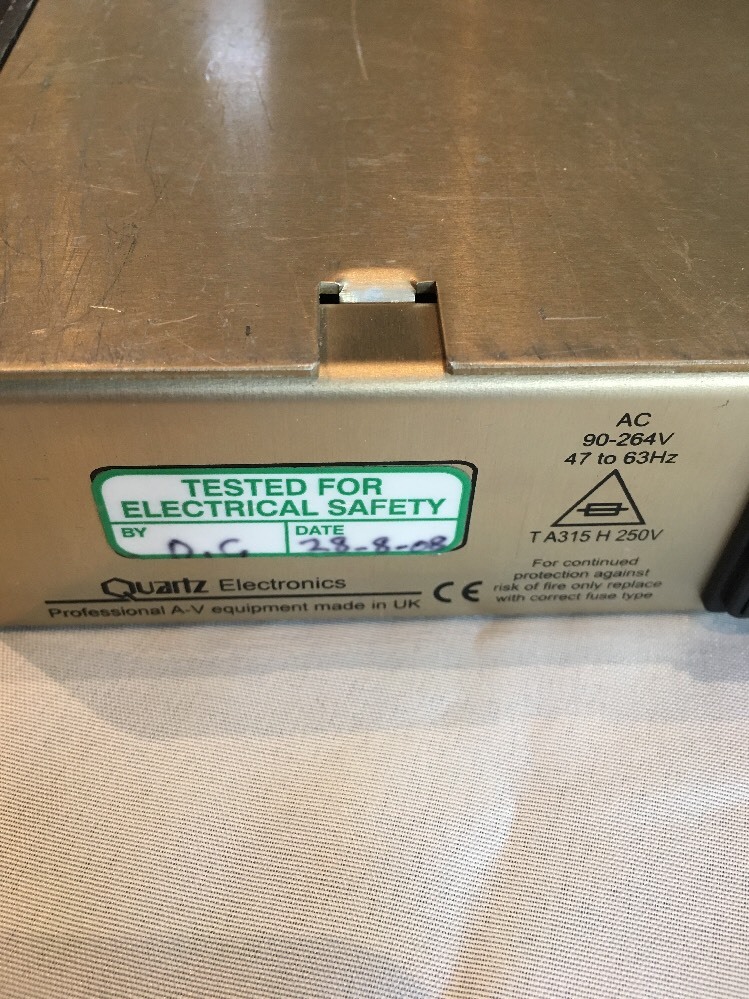 TESTED FOR
ELECTRICAL SAFETY
BY D.C DATE 28-8-08
Quartz Electronics
Professional A-V equipment made in UK
CE
AC
90-264V
47 to 63Hz
T A315 H 250V
For continued
protection against
risk of fire only replace
with correct fuse type